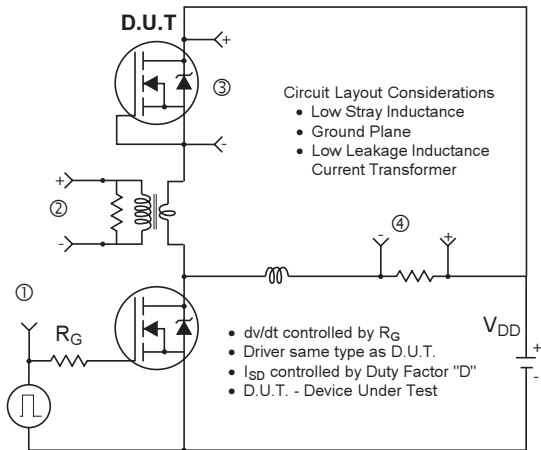 D.U.T
+
③
-
Circuit Layout Considerations
• Low Stray Inductance
• Ground Plane
• Low Leakage Inductance
Current Transformer
+
②
-
④
-
+
①
RG
VDD
+
-
• dv/dt controlled by RG
• Driver same type as D.U.T.
• ISD controlled by Duty Factor "D"
• D.U.T. - Device Under Test